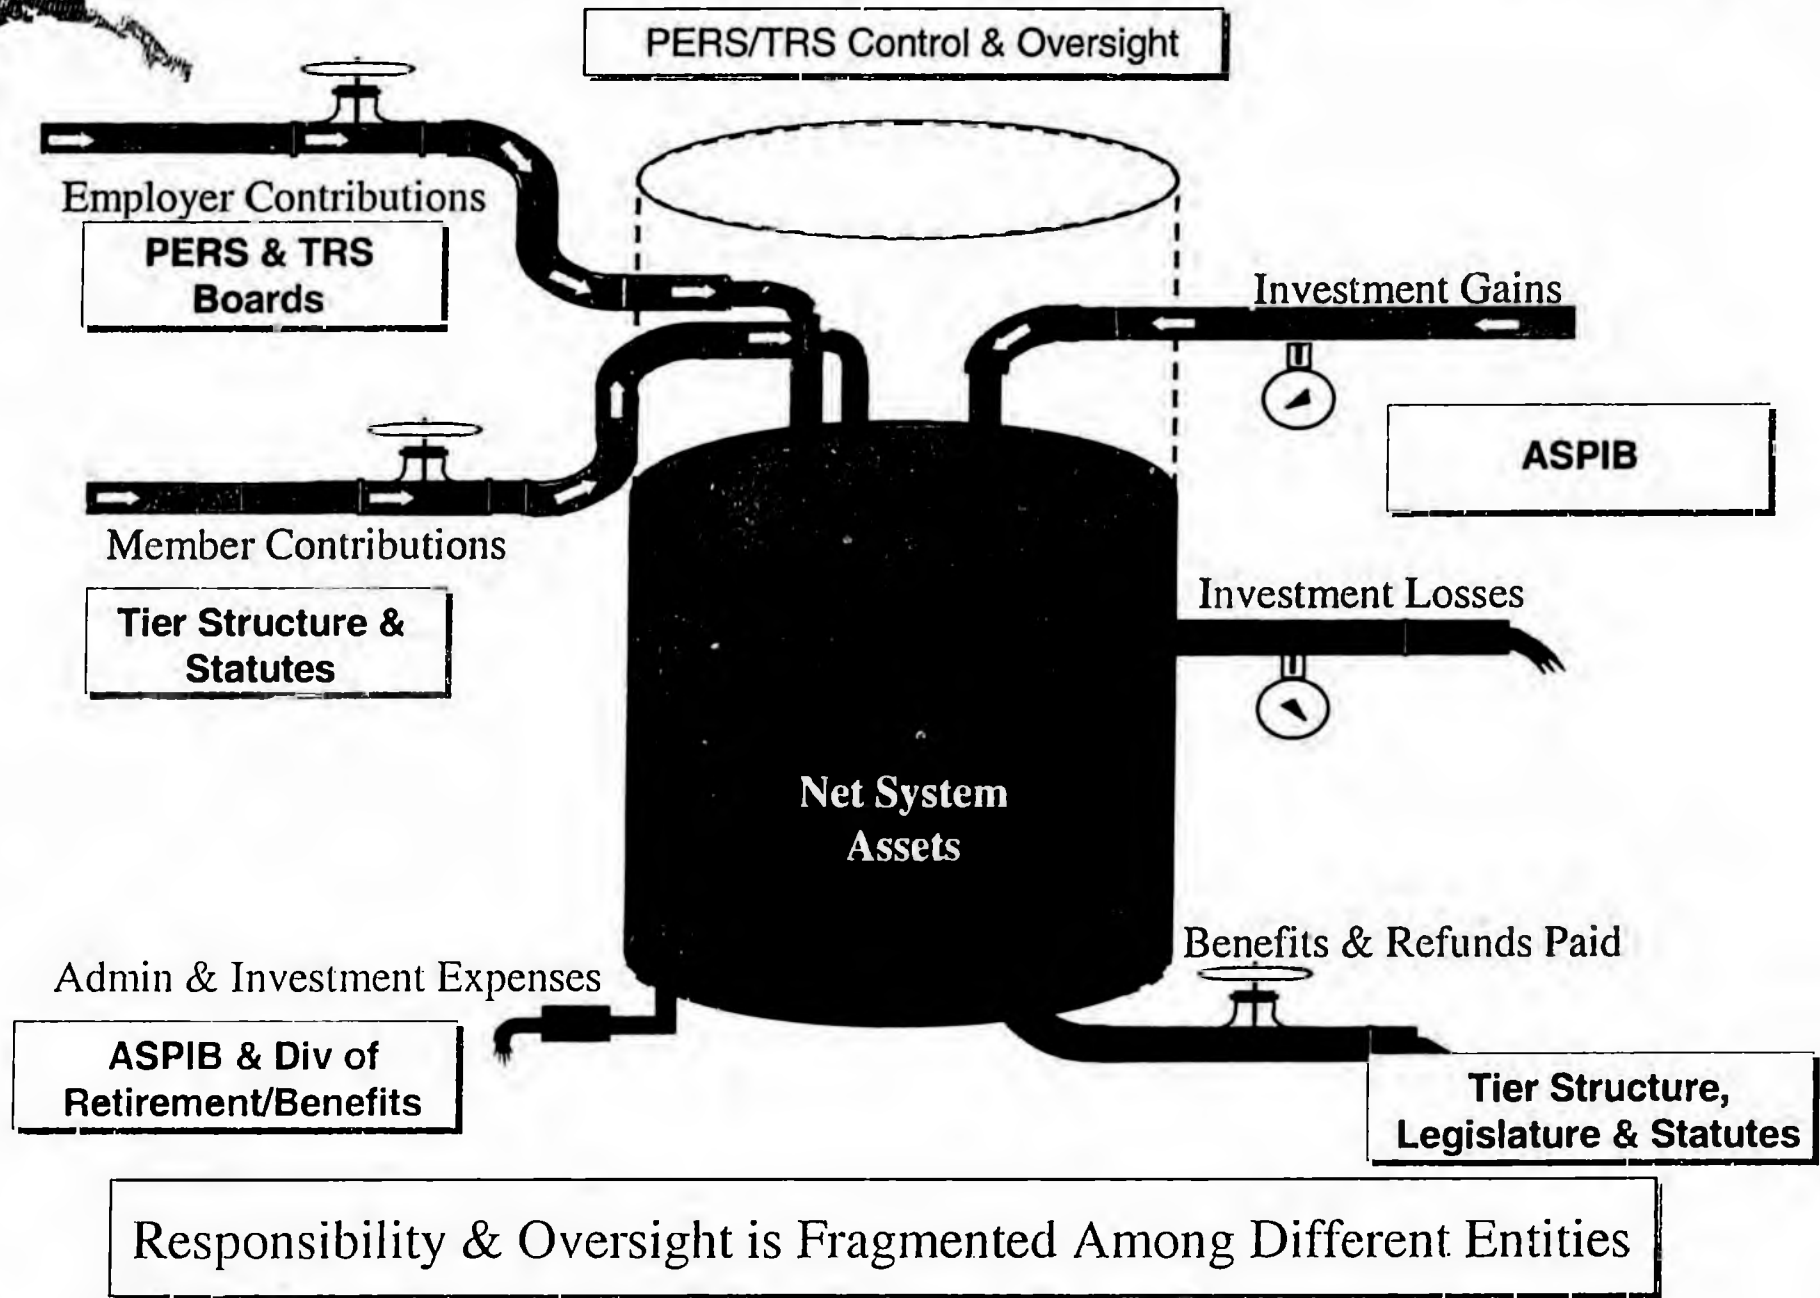 PERS/TRS Control & Oversight
Employer Contributions
PERS & TRS
Boards
Investment Gains
ASPIB
Member Contributions
Tier Structure &
Statutes
Investment Losses
Net System
Assets
Admin & Investment Expenses
ASPIB & Div of
Retirement/Benefits
Benefits & Refunds Paid
Tier Structure,
Legislature & Statutes
Responsibility & Oversight is Fragmented Among Different Entities